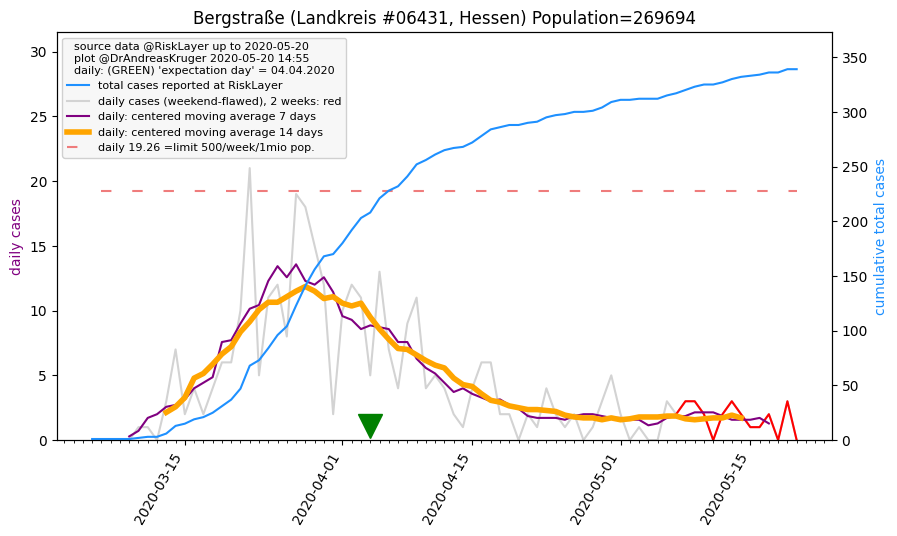 Bergstraße (Landkreis #06431, Hessen) Population=269694
source data @RiskLayer up to 2020-05-20
plot @DrAndreasKruger 2020-05-20 14:55
daily: (GREEN) 'expectation day' = 04.04.2020
total cases reported at RiskLayer
daily cases (weekend-flawed), 2 weeks: red
daily: centered moving average 7 days
daily: centered moving average 14 days
daily 19.26 =limit 500/week/1mio pop.
daily cases
30
25
20
15
10
5
0
cumulative total cases
350
300
250
200
150
100
50
0
2020-03-15
2020-04-01
2020-04-15
2020-05-01
2020-05-15